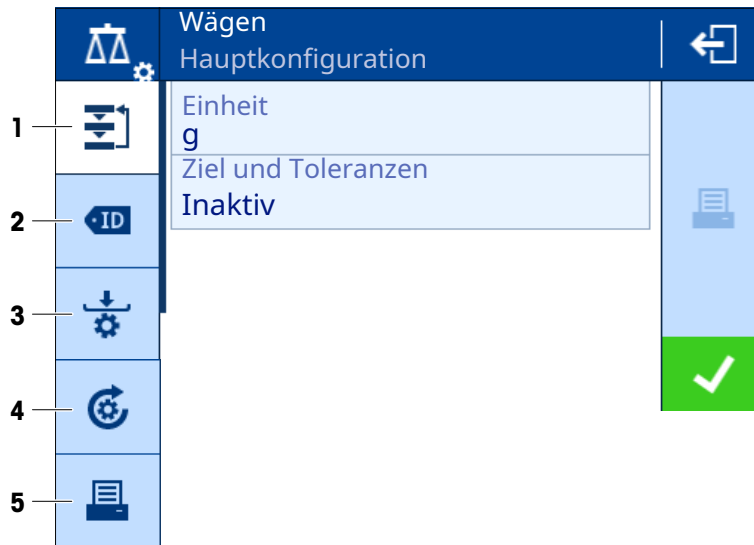 Wägen
Hauptkonfiguration
1
Einheit
g
Ziel und Toleranzen
Inaktiv
2
ID
3
4
5